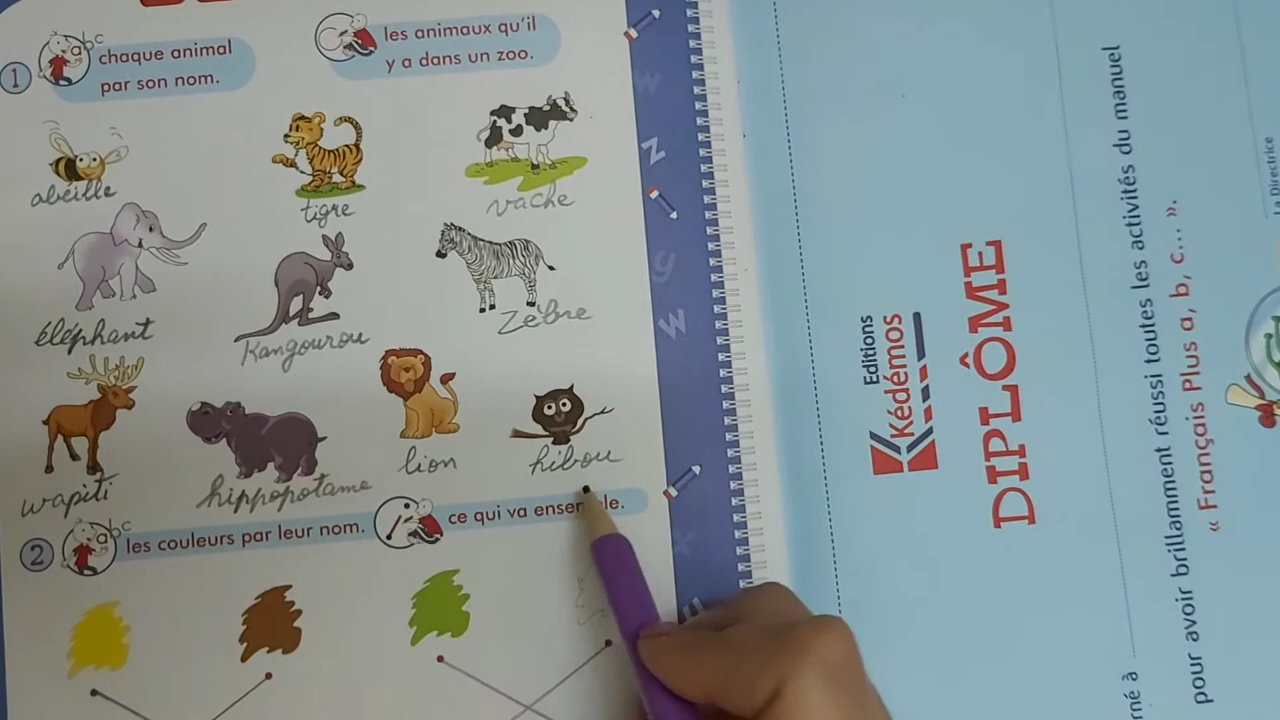 1
abc
chaque animal
par son nom.
les animaux qu'il
y a dans un zoo.
abeille
tigre
vache
éléphant
Kangourou
Zèbre
wapiti
hippopotame
lion
hibou
2
abc
les couleurs par leur nom.
ce qui va ensemble.
Editions
Kédémos
DIPLÔME
pour avoir brillamment réussi toutes les activités du manuel
« Français Plus a, b, c... ».
La Directrice